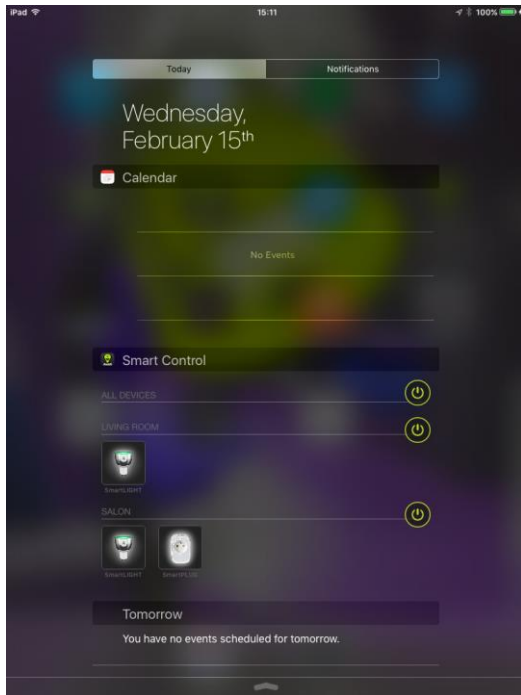 iPad 15:11 100%
Today Notifications
Wednesday,
February 15th
Calendar
No Events
Smart Control
ALL DEVICES
LIVING ROOM
SmartLIGHT
SALON
SmartLIGHT SmartPLUG
Tomorrow
You have no events scheduled for tomorrow.